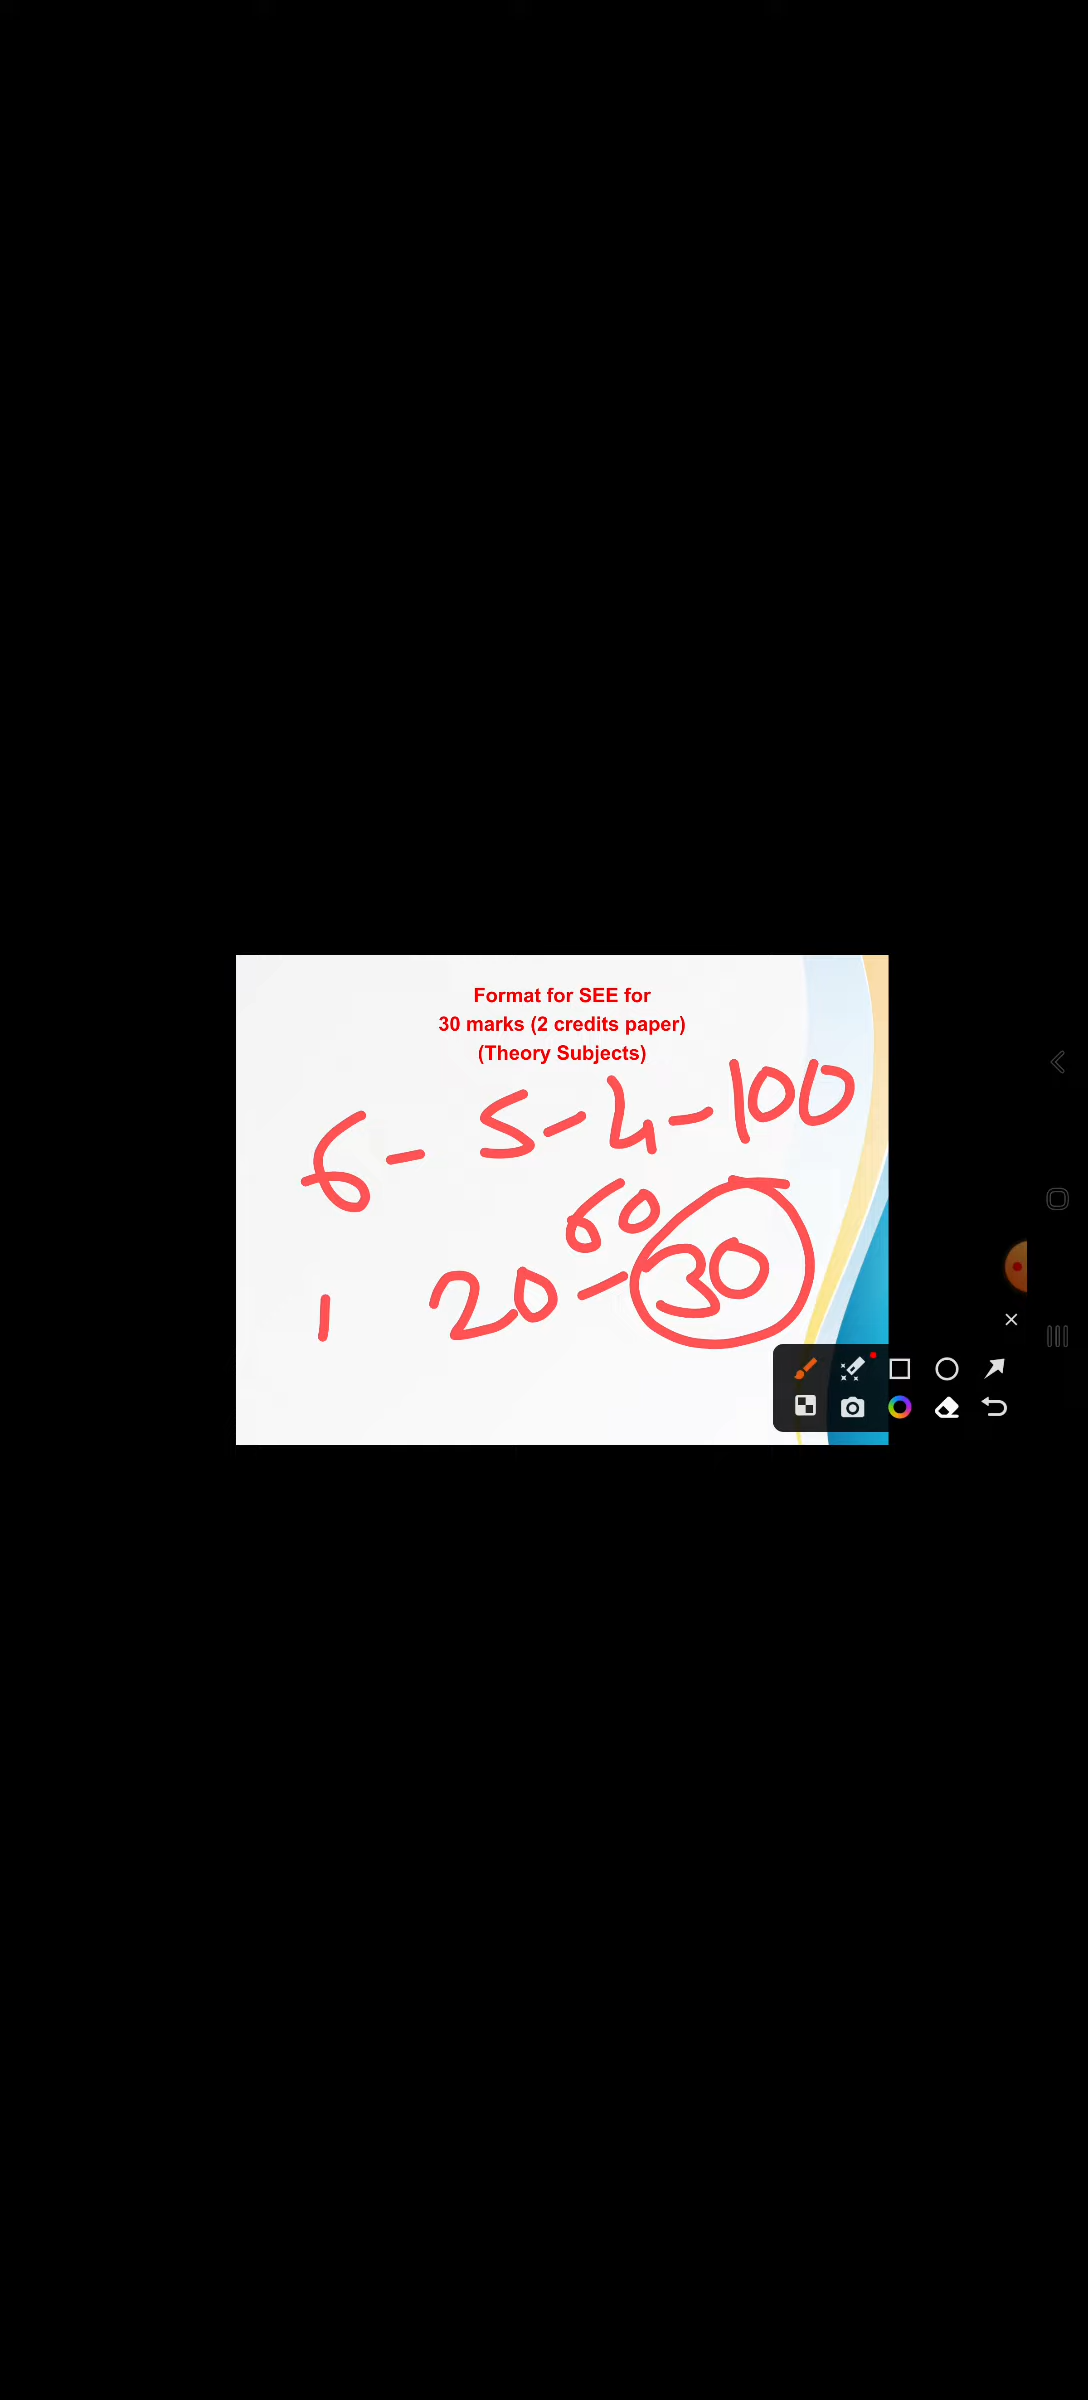 Format for SEE for
30 marks (2 credits paper)
(Theory Subjects)
6 - 5 - 4 - 100
60
1 20 - 30